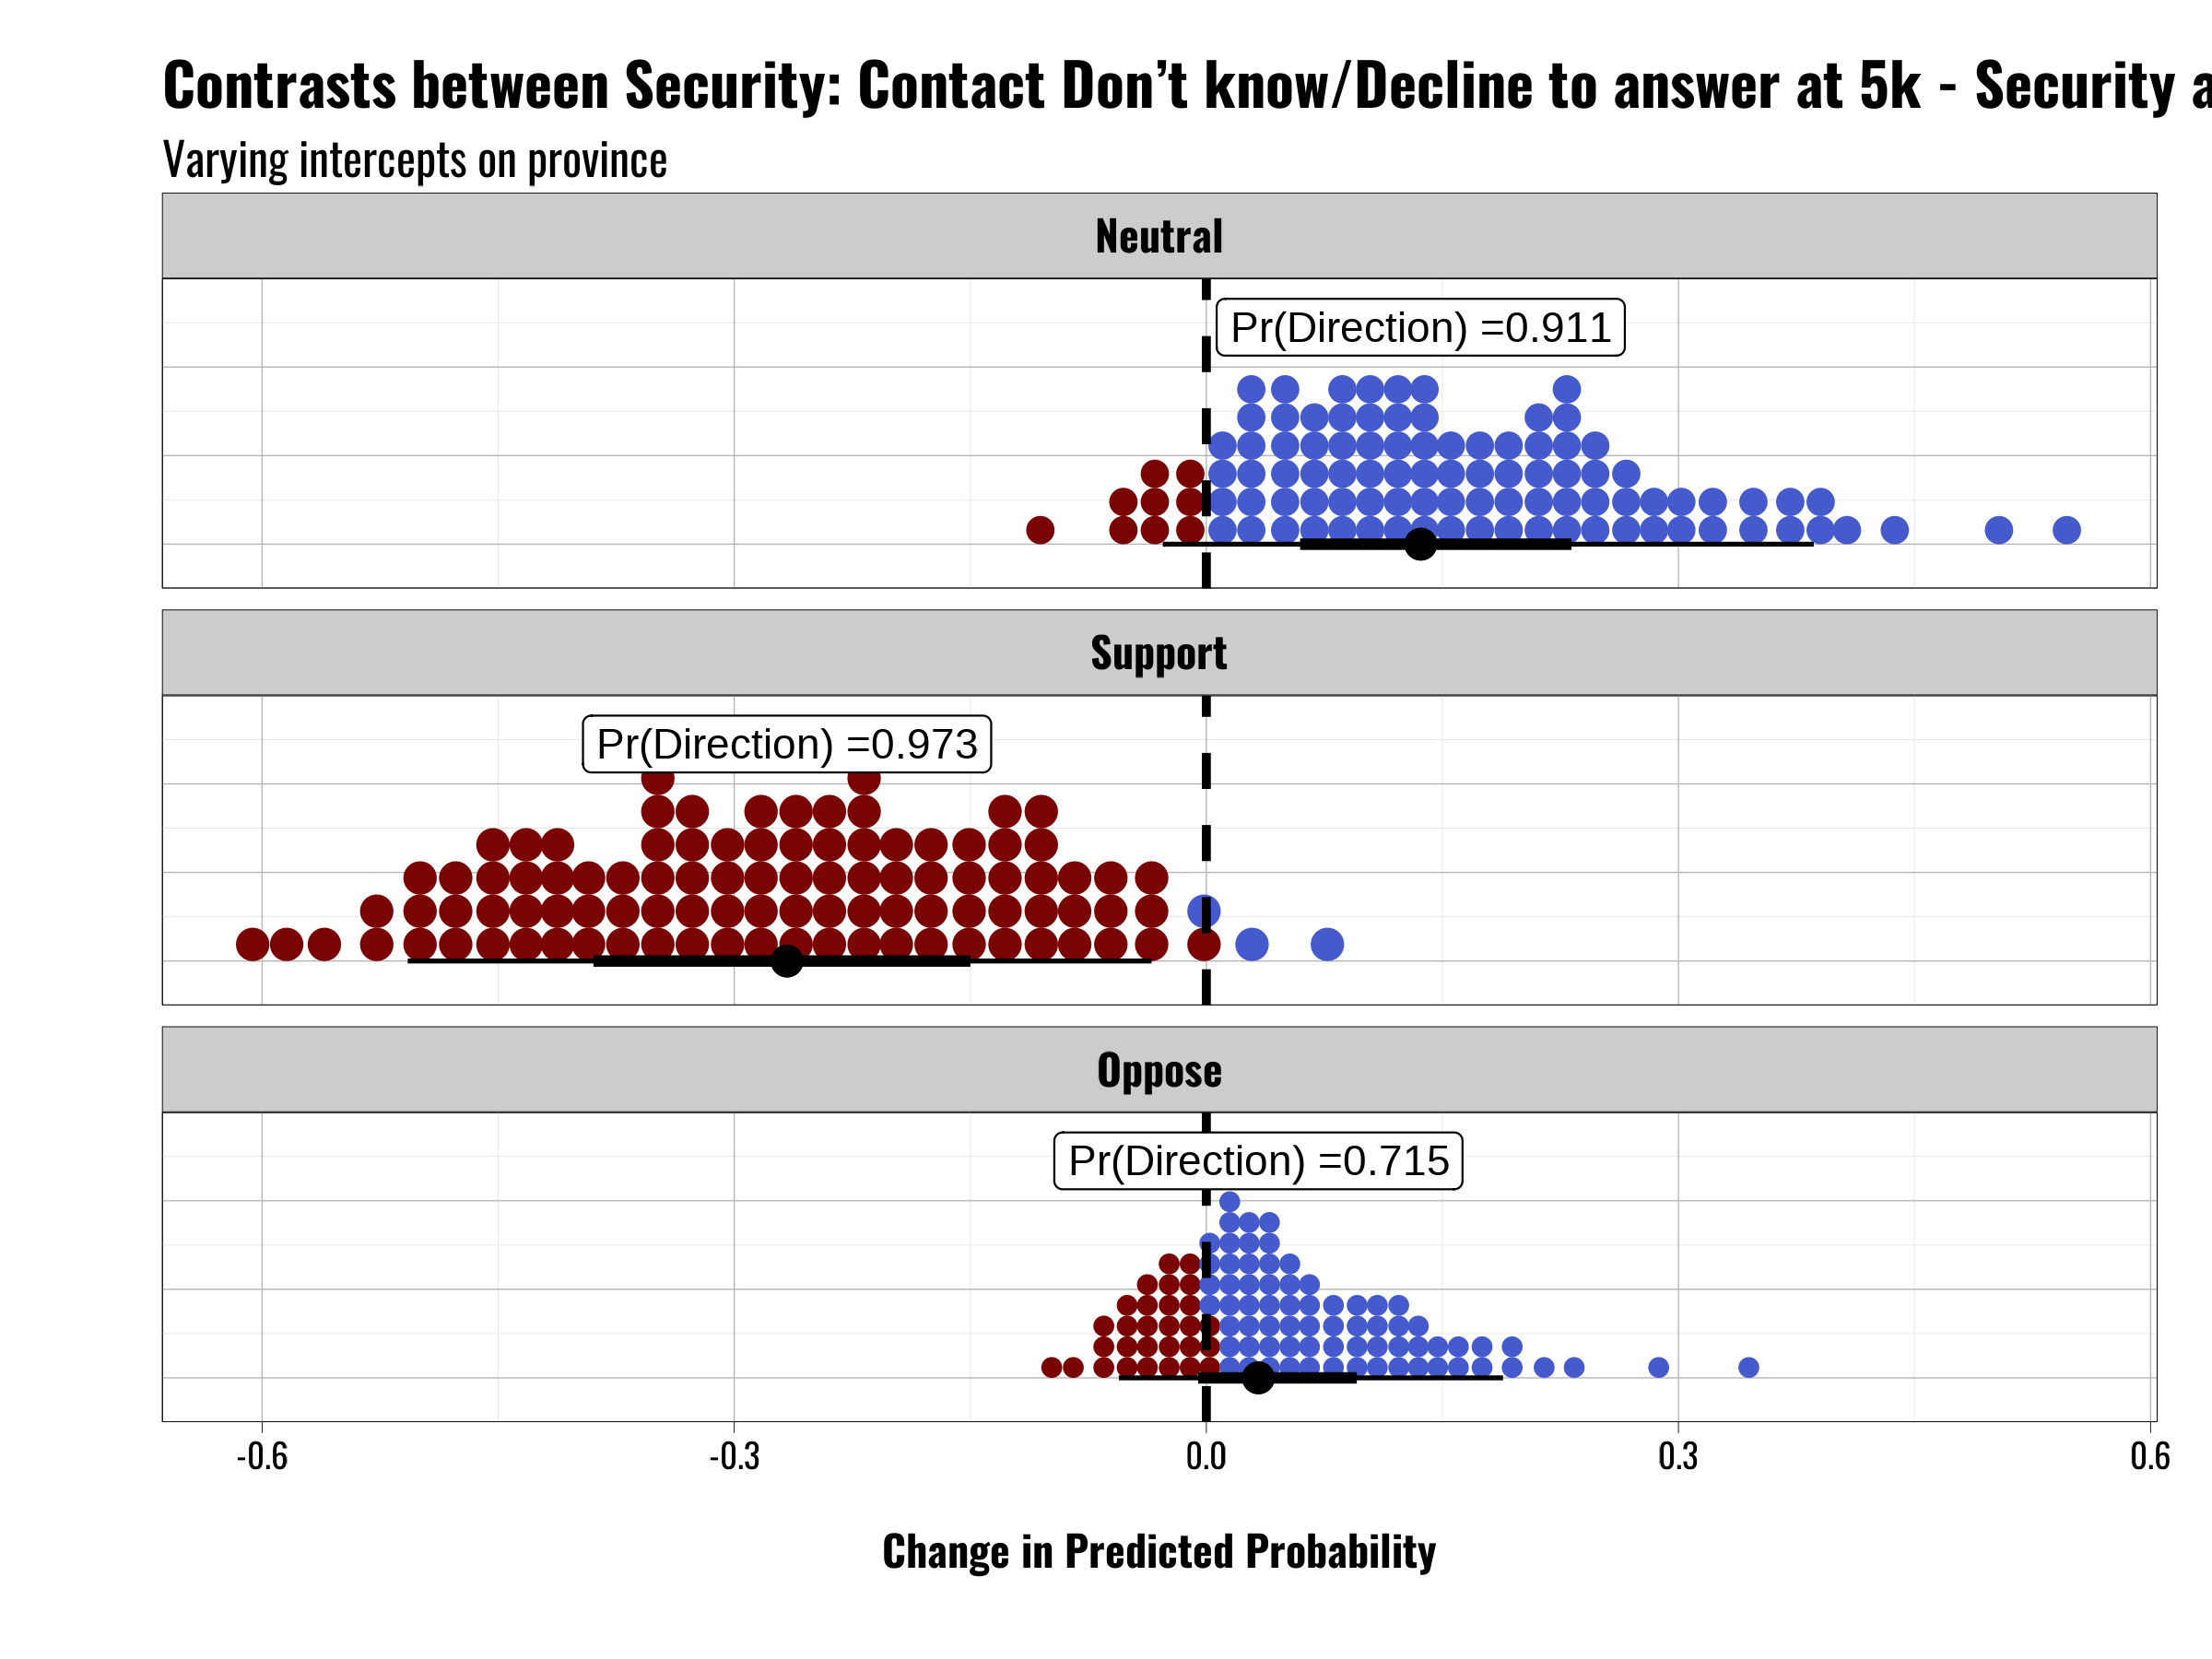 Contrasts between Security: Contact Don’t know/Decline to answer at 5k - Security a
Varying intercepts on province
Neutral
Pr(Direction) =0.911
Support
Pr(Direction) =0.973
Oppose
Pr(Direction) =0.715
-0.6 -0.3 0.0 0.3 0.6
Change in Predicted Probability